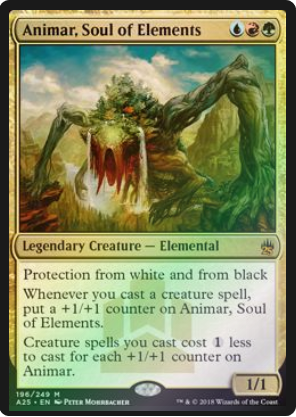 Animar, Soul of Elements
Legendary Creature — Elemental
Protection from white and from black
Whenever you cast a creature spell,
put a +1/+1 counter on Animar, Soul
of Elements.
Creature spells you cast cost 1 less
to cast for each +1/+1 counter on
Animar.
1/1
196/249 M
A25 • EN Peter Mohrbacher
™ & © 2018 Wizards of the Coast